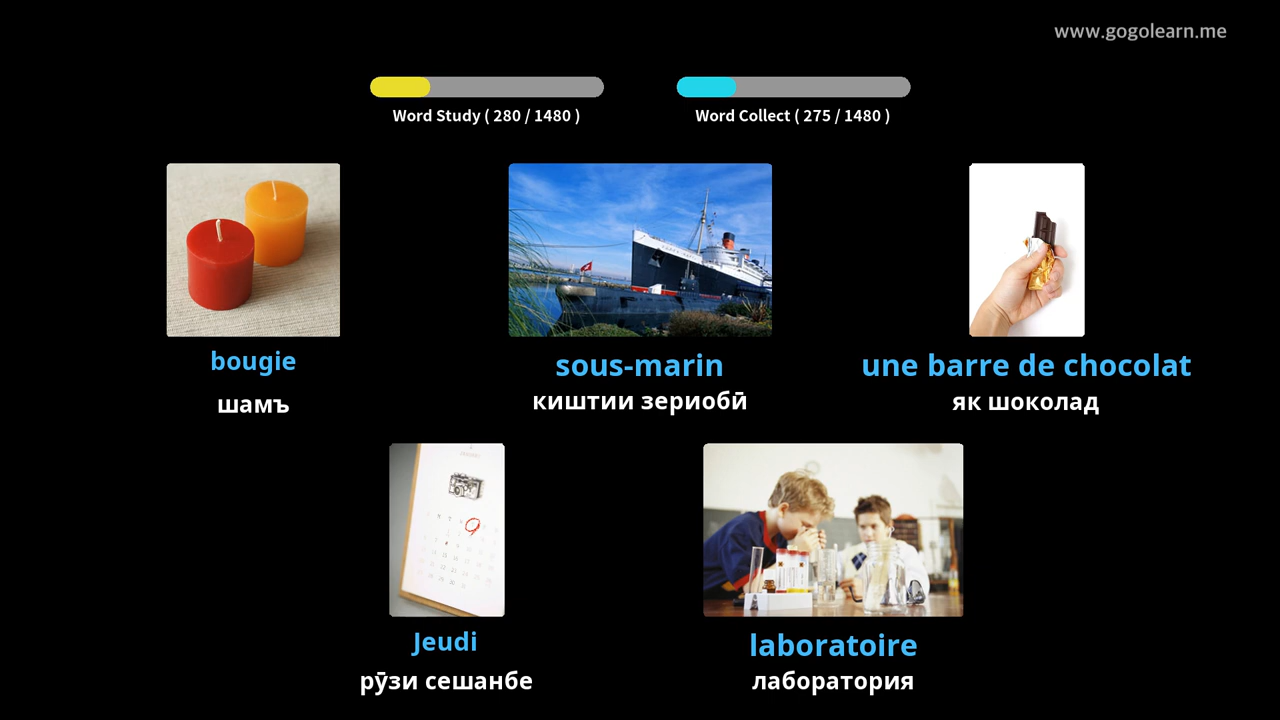 www.gogolearn.me
Word Study ( 280 / 1480 )
Word Collect ( 275 / 1480 )
bougie
шамъ
sous-marin
киштии зериобӣ
une barre de chocolat
як шоколад
Jeudi
рӯзи сешанбе
laboratoire
лаборатория